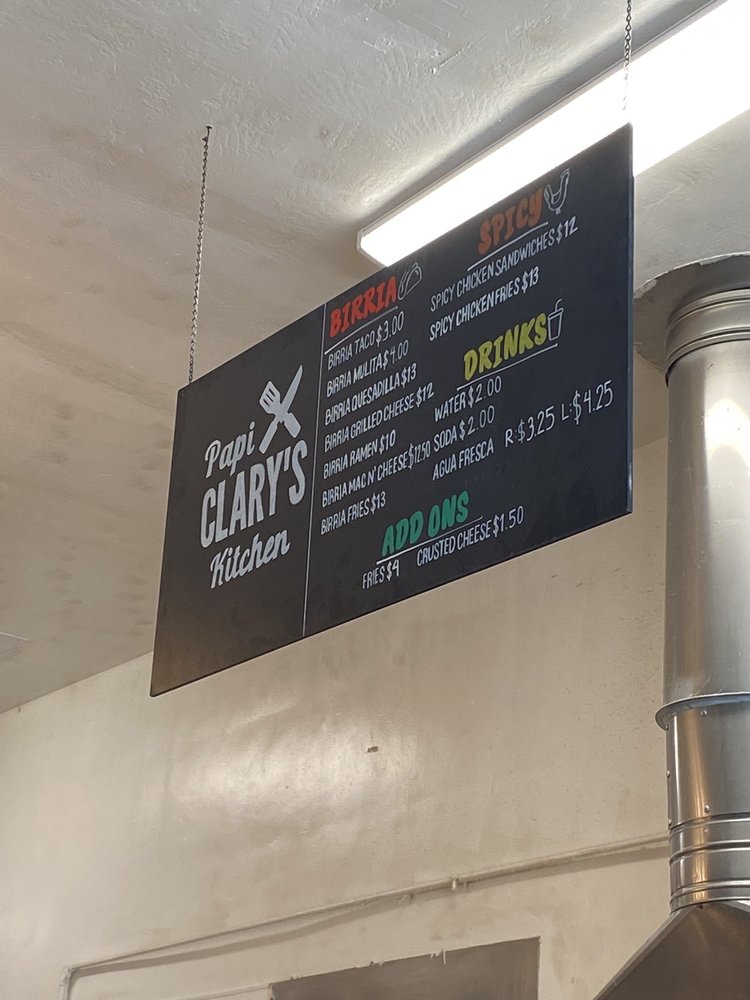 Papi
CLARY'S
Kitchen
BIRRIA
BIRRIA TACO $3.00
BIRRIA MULITA $4.00
BIRRIA QUESADILLA $13
BIRRIA GRILLED CHEESE $12
BIRRIA RAMEN $10
BIRRIA MAC N' CHEESE $12.50
BIRRIA FRIES $13
SPICY
SPICY CHICKEN SANDWICHES $12
SPICY CHICKEN FRIES $13
DRINKS
WATER $2.00
SODA $2.00
AGUA FRESCA R:$3.25 L:$4.25
ADD ONS
FRIES $4 CRUSTED CHEESE $1.50